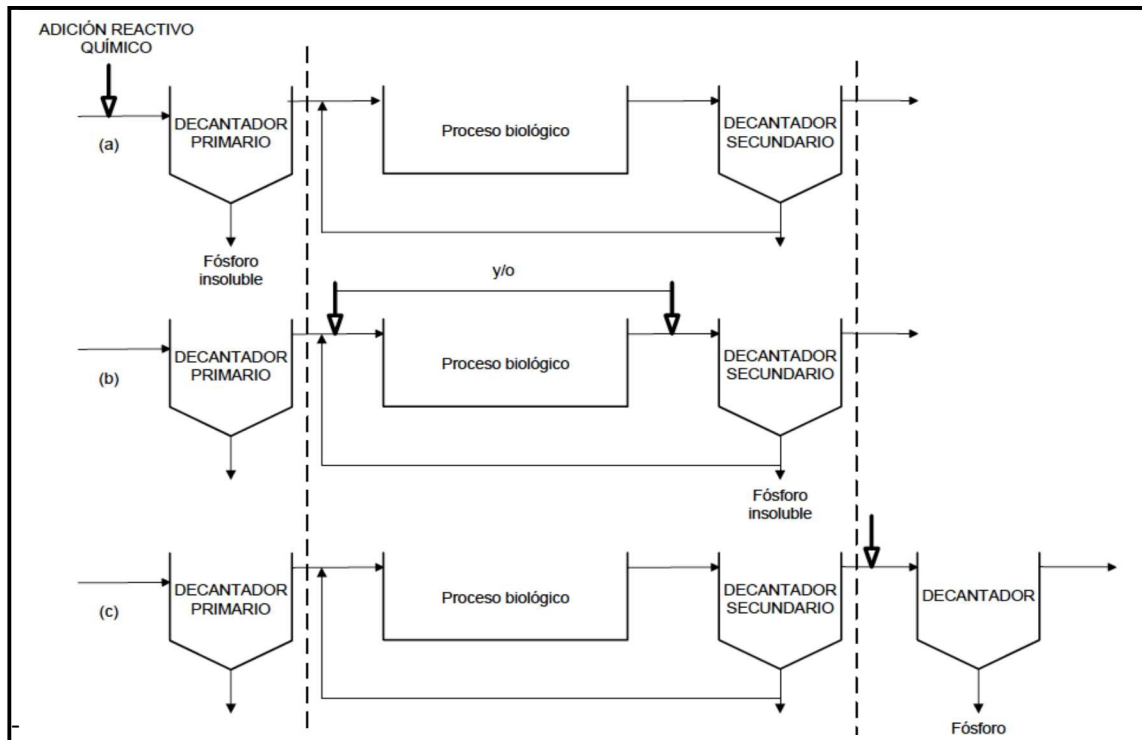 ADICIÓN REACTIVO
QUÍMICO
(a)
DECANTADOR
PRIMARIO
Proceso biológico
DECANTADOR
SECUNDARIO
Fósforo
insoluble
y/o
(b)
DECANTADOR
PRIMARIO
Proceso biológico
DECANTADOR
SECUNDARIO
Fósforo
insoluble
(c)
DECANTADOR
PRIMARIO
Proceso biológico
DECANTADOR
SECUNDARIO
DECANTADOR
Fósforo